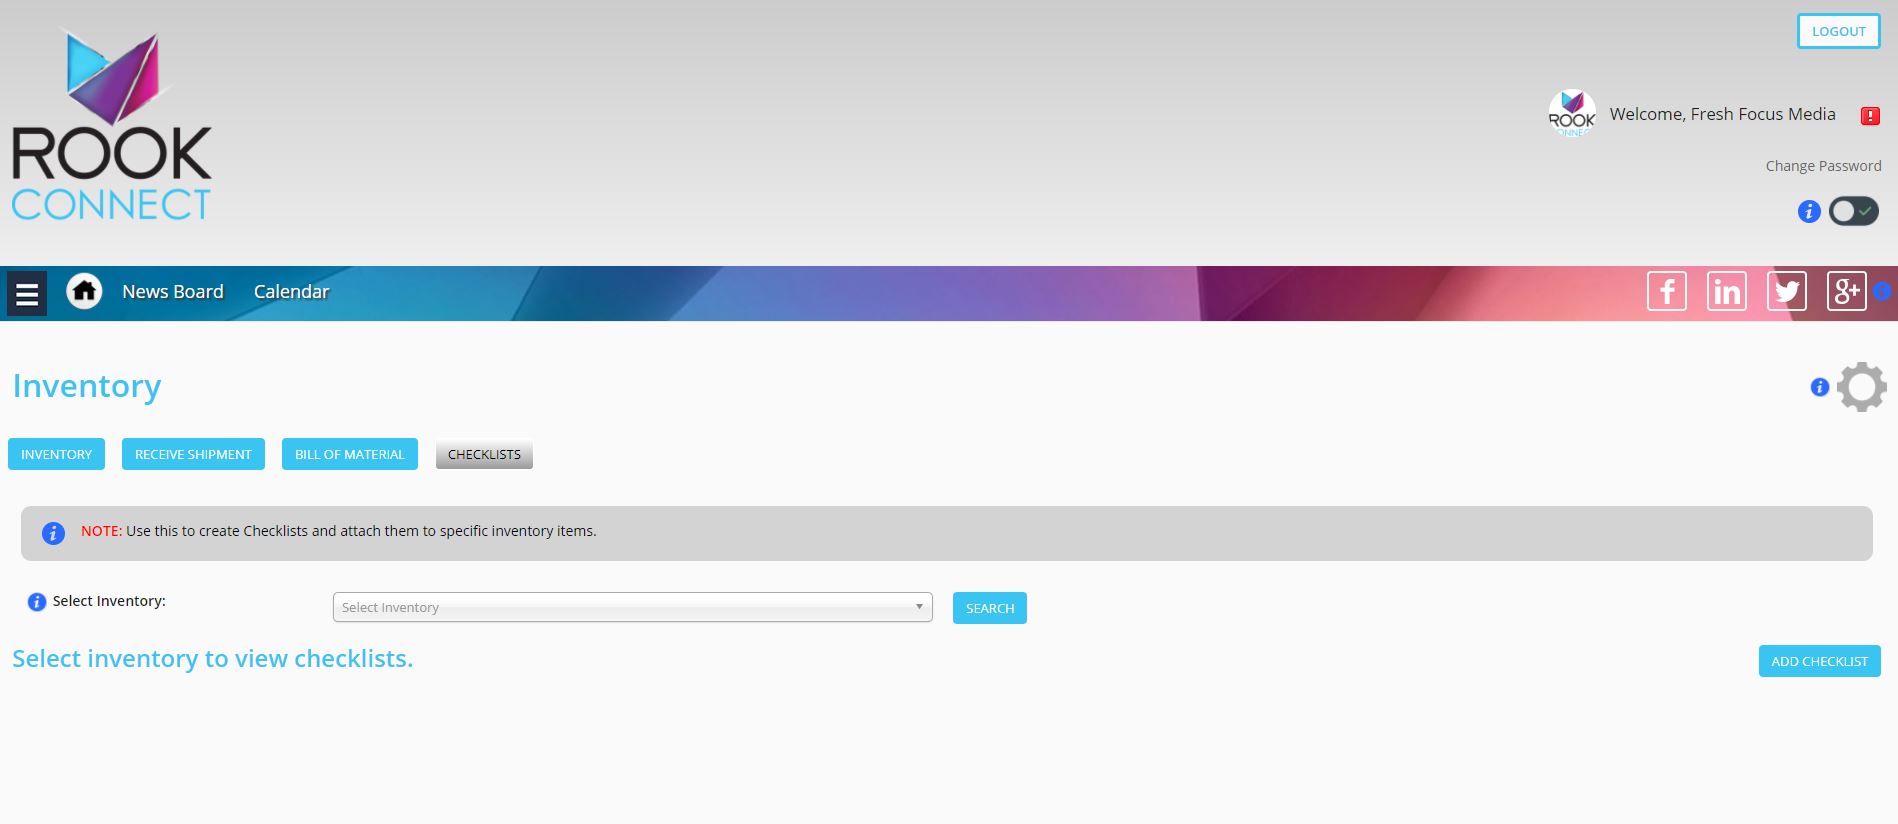 ROOK
CONNECT
LOGOUT
ROOK
CONNECT
Welcome, Fresh Focus Media
Change Password
News Board
Calendar
Inventory
INVENTORY
RECEIVE SHIPMENT
BILL OF MATERIAL
CHECKLISTS
NOTE: Use this to create Checklists and attach them to specific inventory items.
Select Inventory:
Select Inventory
SEARCH
Select inventory to view checklists.
ADD CHECKLIST